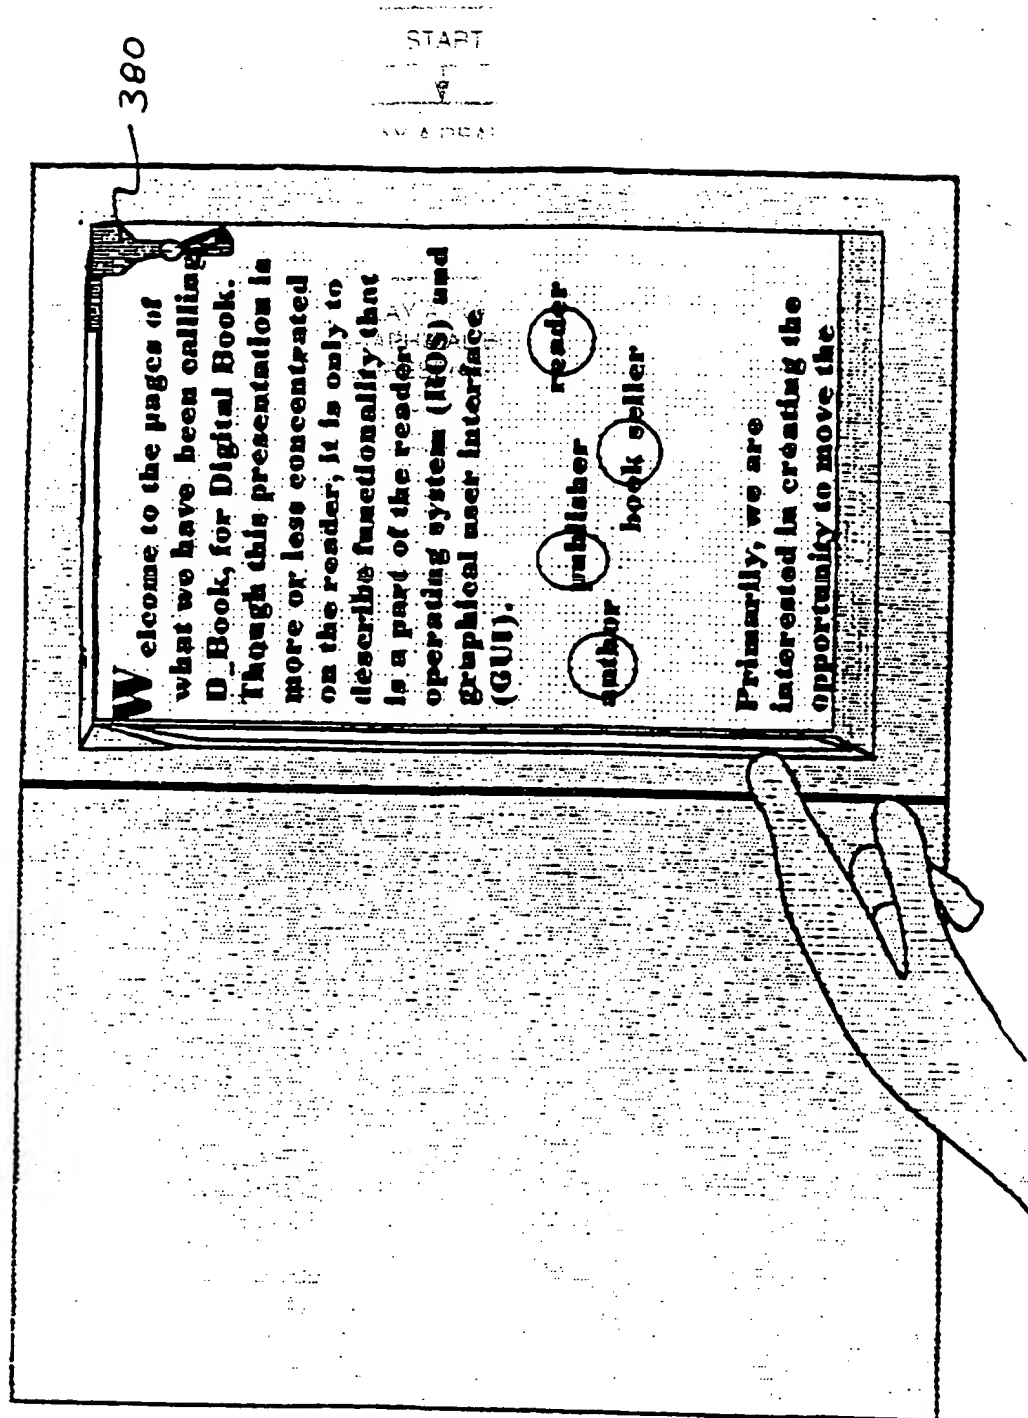 380
START
Welcome to the pages of
what we have been callling
D_Book, for Digital Book.
Though this presentation is
more or less concentrated
on the reader, it is only to
describe functionality that
is a part of the reader
operating system (ROS) and
graphical user interface
(GUI).
author
publisher
book seller
reader
Primarily, we are
interested in creating the
opportunity to move the